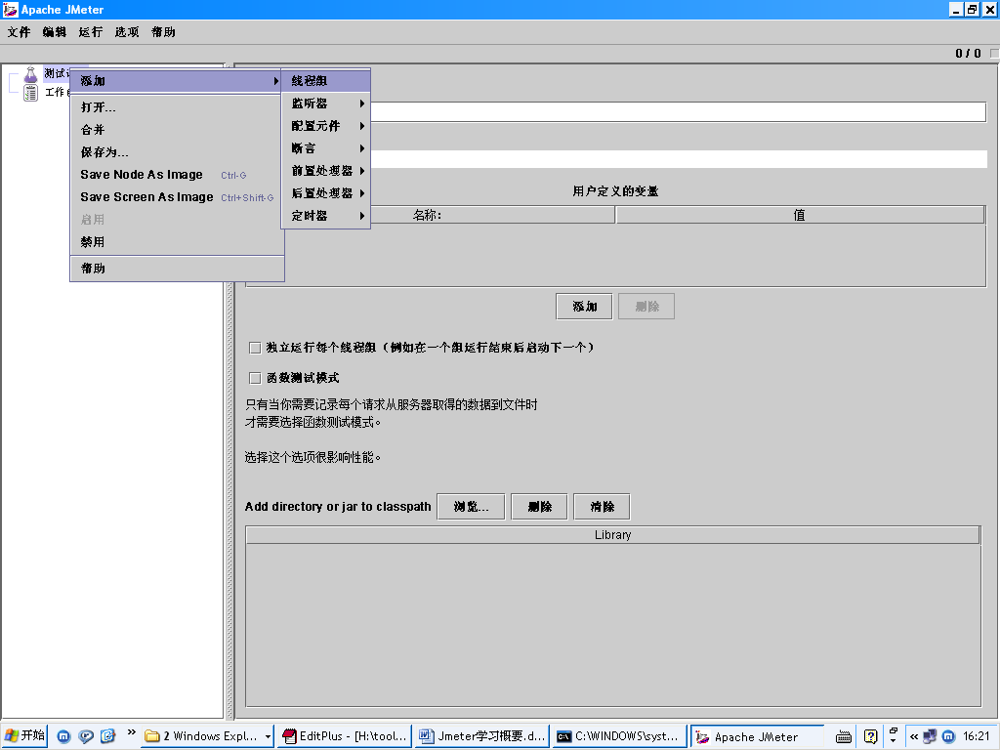 Apache JMeter
文件 编辑 运行 选项 帮助
0 / 0
测试
工作
添加
打开...
合并
保存为...
Save Node As Image Ctrl-G
Save Screen As Image Ctrl+Shift-G
启用
禁用
帮助
线程组
监听器
配置元件
断言
前置处理器
后置处理器
定时器
用户定义的变量
名称: 值
添加 删除
独立运行每个线程组（例如在一个组运行结束后启动下一个）
函数测试模式
只有当你需要记录每个请求从服务器取得的数据到文件时
才需要选择函数测试模式。
选择这个选项很影响性能。
Add directory or jar to classpath 浏览... 删除 清除
Library
开始 » 2 Windows Expl... EditPlus - [H:\tool... Jmeter学习概要.d... C:\WINDOWS\syst... Apache JMeter « 16:21